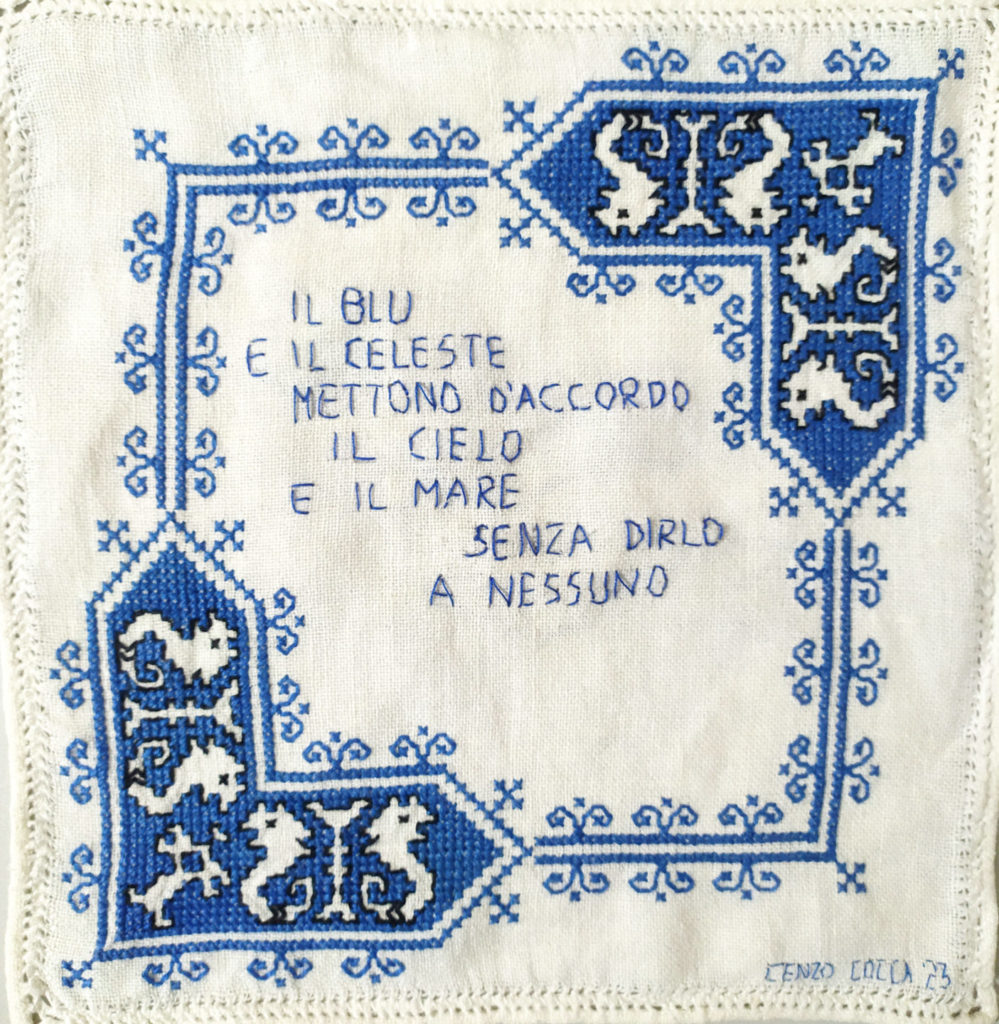 IL BLU
E IL CELESTE
METTONO D'ACCORDO
IL CIELO
E IL MARE
SENZA DIRLO
A NESSUNO
CENZO COCCA 23